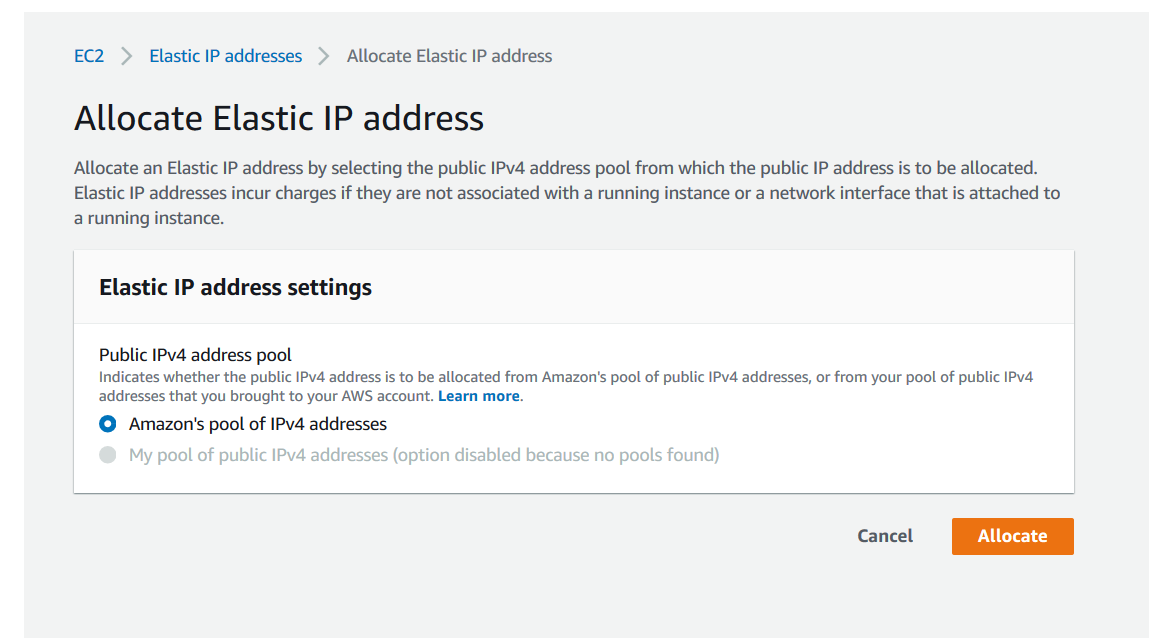 EC2 > Elastic IP addresses > Allocate Elastic IP address
Allocate Elastic IP address
Allocate an Elastic IP address by selecting the public IPv4 address pool from which the public IP address is to be allocated.
Elastic IP addresses incur charges if they are not associated with a running instance or a network interface that is attached to
a running instance.
Elastic IP address settings
Public IPv4 address pool
Indicates whether the public IPv4 address is to be allocated from Amazon's pool of public IPv4 addresses, or from your pool of public IPv4
addresses that you brought to your AWS account. Learn more.
Amazon's pool of IPv4 addresses
My pool of public IPv4 addresses (option disabled because no pools found)
Cancel Allocate